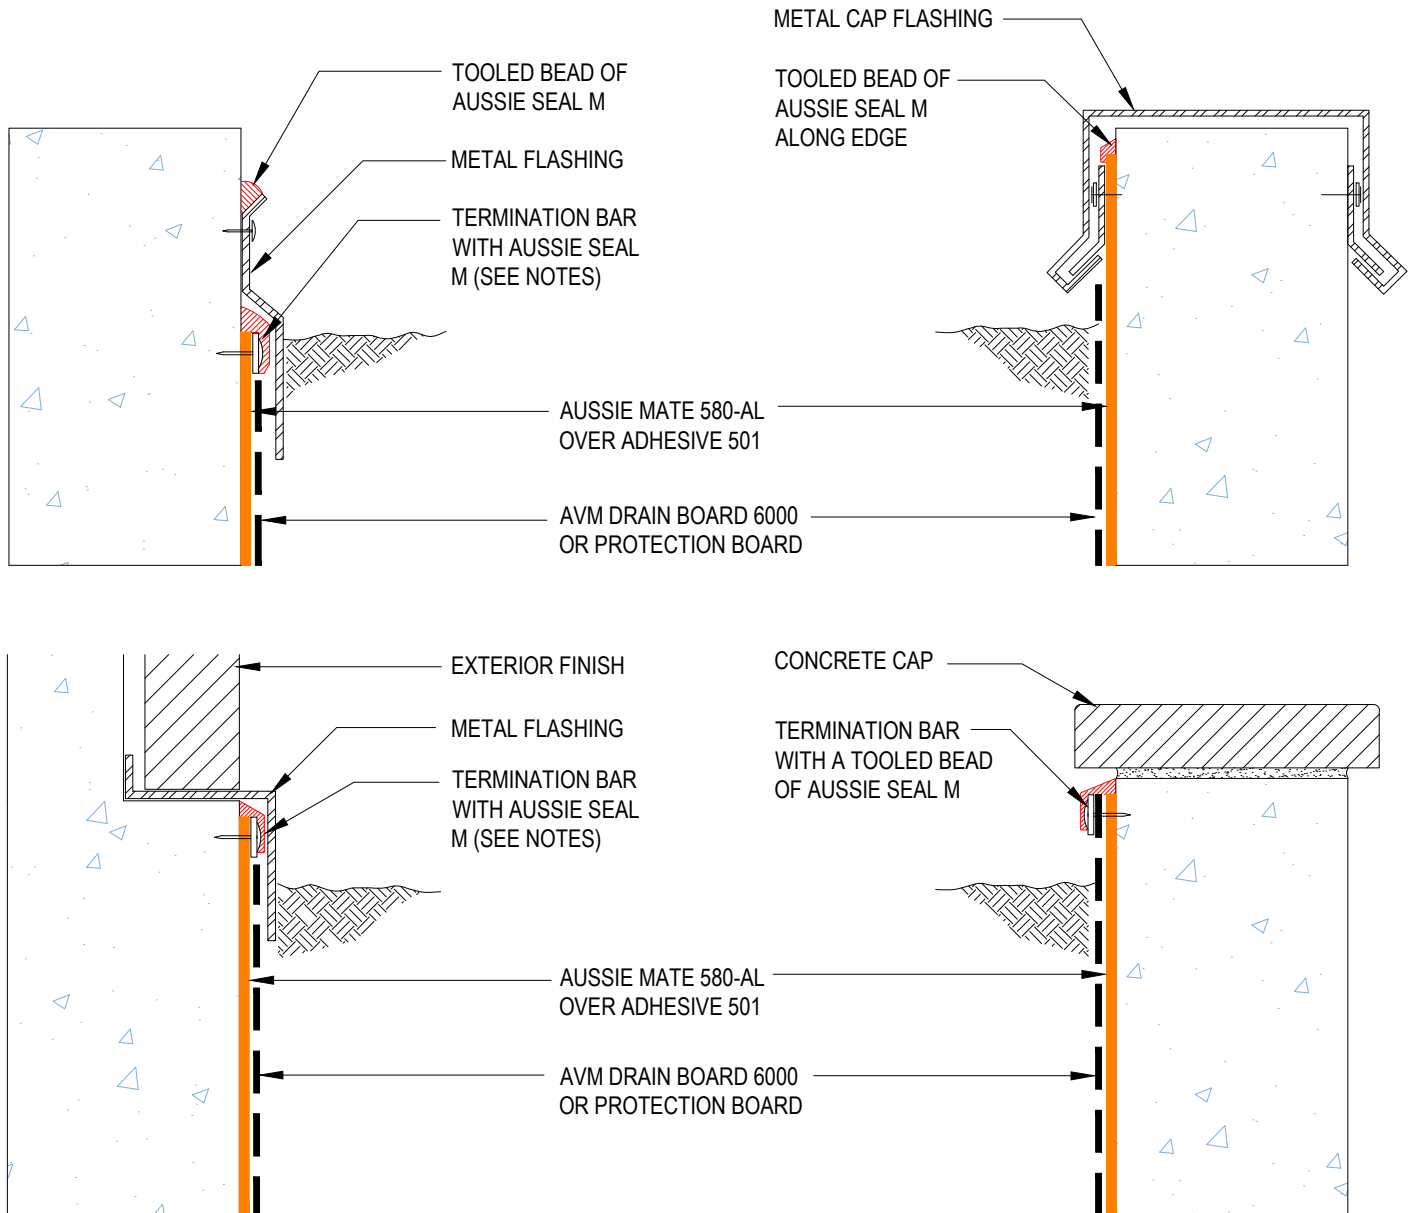 METAL CAP FLASHING
TOOLED BEAD OF
AUSSIE SEAL M
TOOLED BEAD OF
AUSSIE SEAL M
ALONG EDGE
METAL FLASHING
TERMINATION BAR
WITH AUSSIE SEAL
M (SEE NOTES)
AUSSIE MATE 580-AL
OVER ADHESIVE 501
AVM DRAIN BOARD 6000
OR PROTECTION BOARD
EXTERIOR FINISH
CONCRETE CAP
METAL FLASHING
TERMINATION BAR
WITH A TOOLED BEAD
OF AUSSIE SEAL M
TERMINATION BAR
WITH AUSSIE SEAL
M (SEE NOTES)
AUSSIE MATE 580-AL
OVER ADHESIVE 501
AVM DRAIN BOARD 6000
OR PROTECTION BOARD